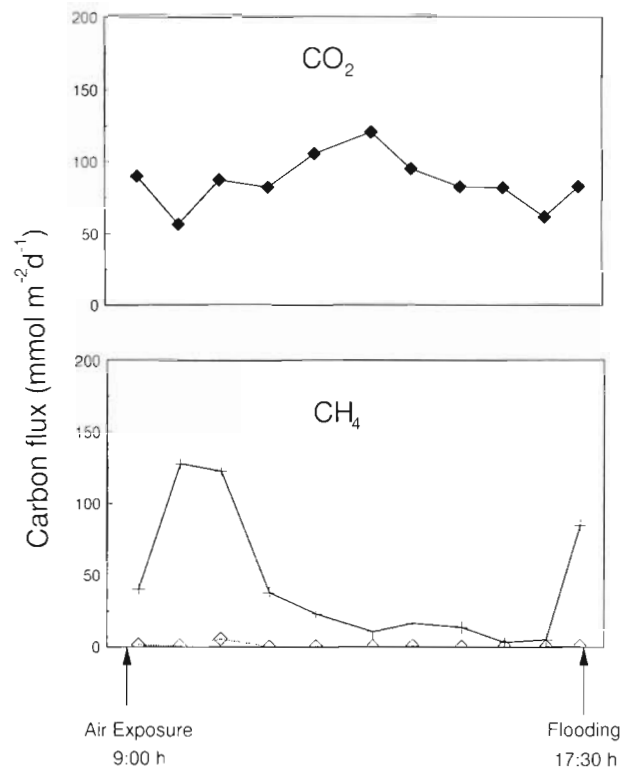 200
CO2
150
100
50
0
200
CH4
150
100
50
0
Carbon flux (mmol m-2d-1)
Air Exposure
9:00 h
Flooding
17:30 h